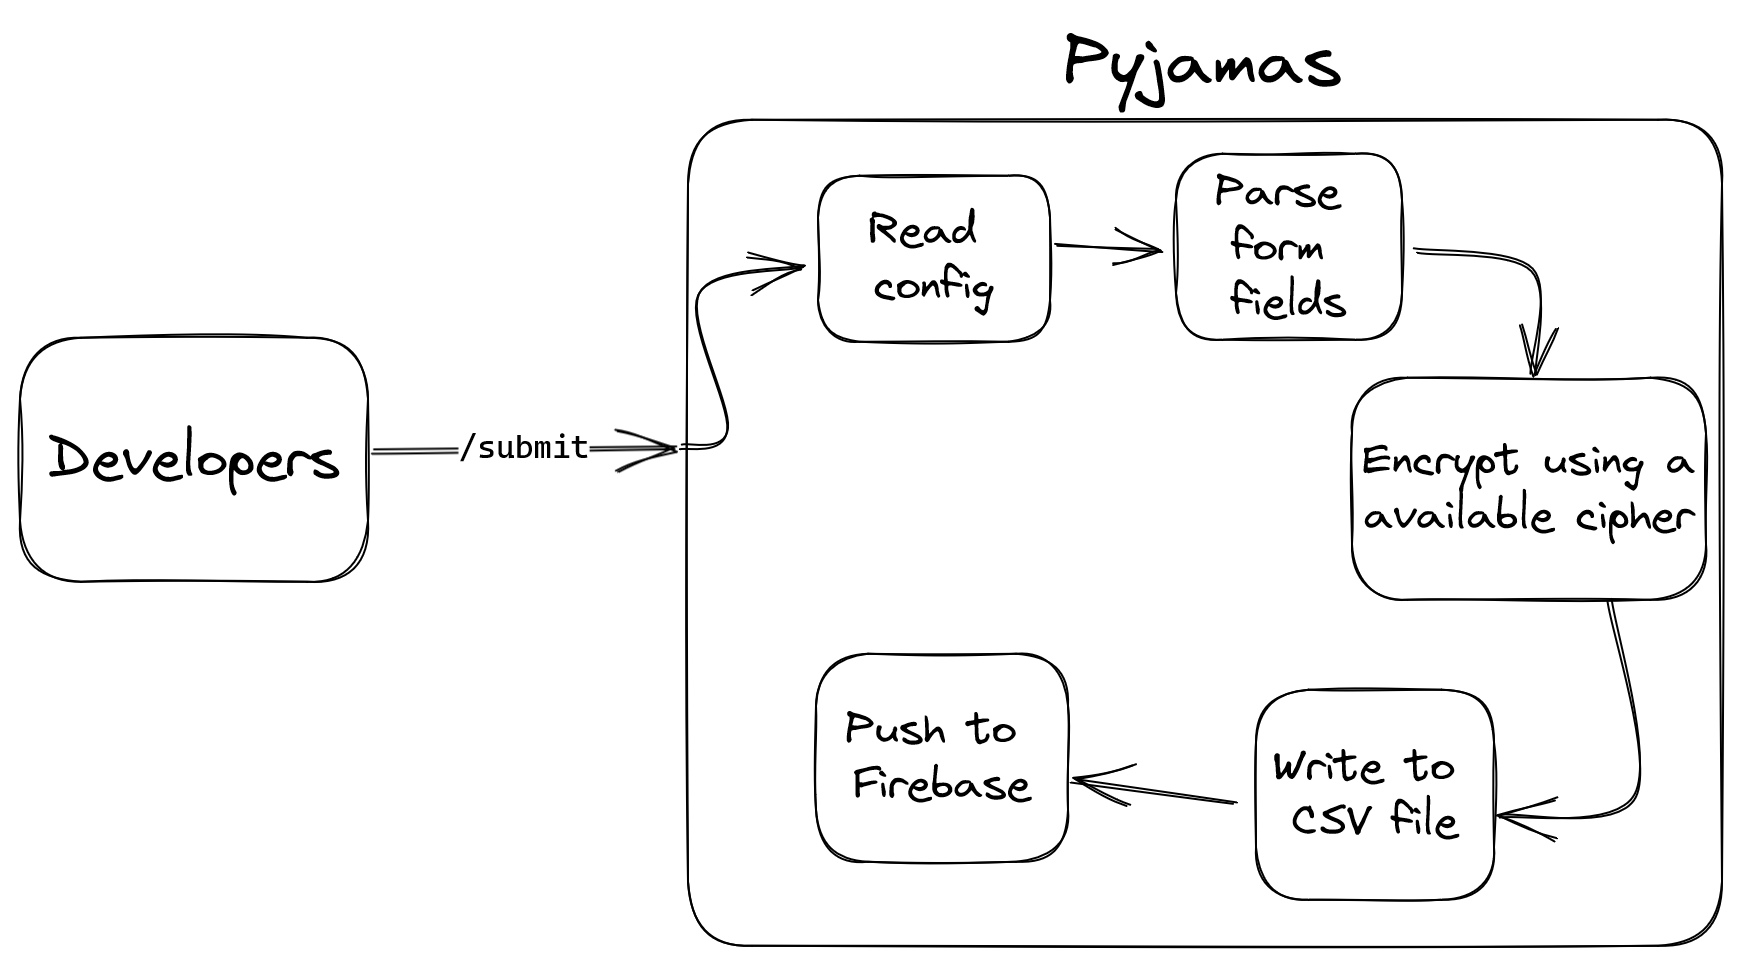 Pyjamas
Developers
/submit
Read
config
Parse
form
fields
Encrypt using a
available cipher
Write to
CSV file
Push to
Firebase